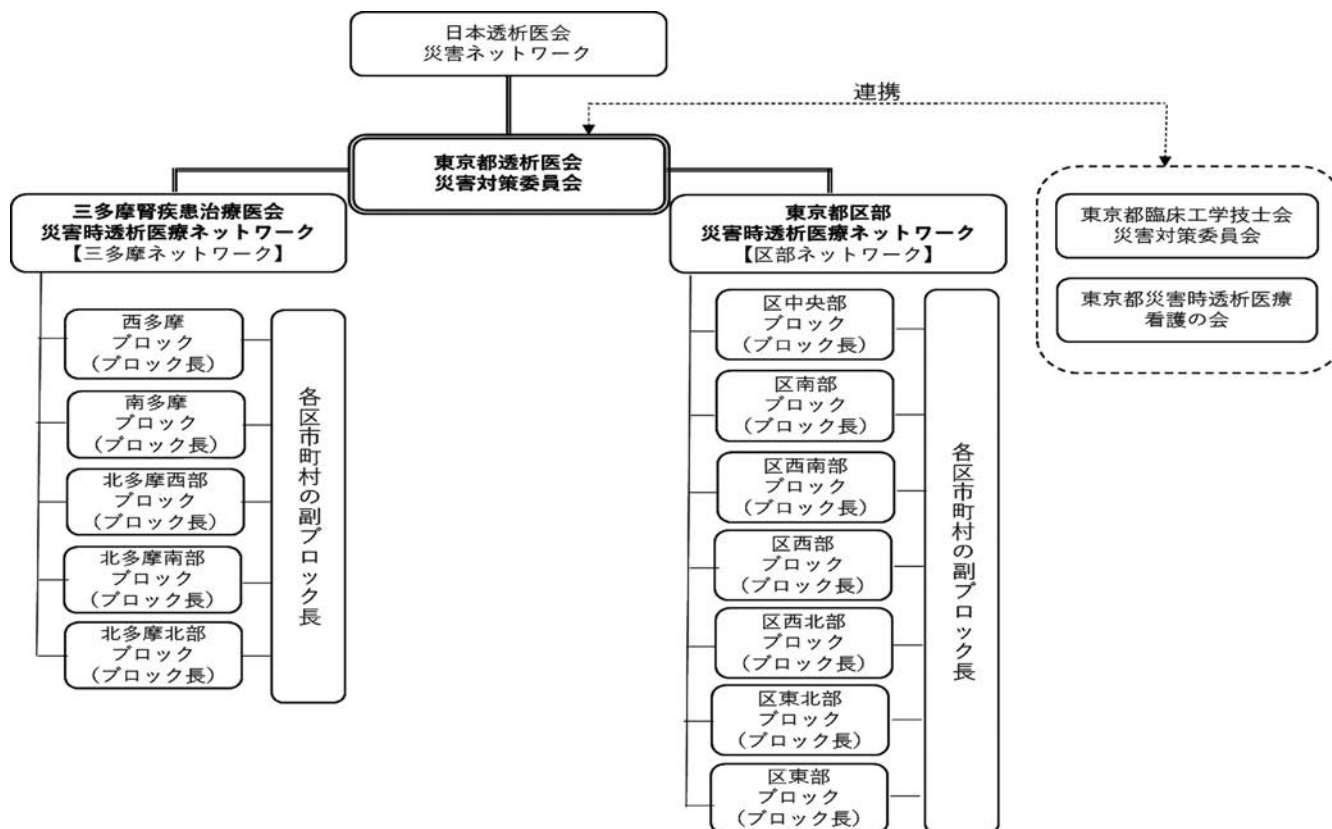 日本透析医会
災害ネットワーク
連携
東京都透析医会
災害対策委員会
三多摩腎疾患治療医会
災害時透析医療ネットワーク
【三多摩ネットワーク】
東京都区部
災害時透析医療ネットワーク
【区部ネットワーク】
東京都臨床工学技士会
災害対策委員会
東京都災害時透析医療
看護の会
西多摩
ブロック
(ブロック長)
南多摩
ブロック
(ブロック長)
北多摩西部
ブロック
(ブロック長)
北多摩南部
ブロック
(ブロック長)
北多摩北部
ブロック
(ブロック長)
各区市町村の副ブロック長
区中央部
ブロック
(ブロック長)
区南部
ブロック
(ブロック長)
区西南部
ブロック
(ブロック長)
区西部
ブロック
(ブロック長)
区西北部
ブロック
(ブロック長)
区東北部
ブロック
(ブロック長)
区東部
ブロック
(ブロック長)
各区市町村の副ブロック長